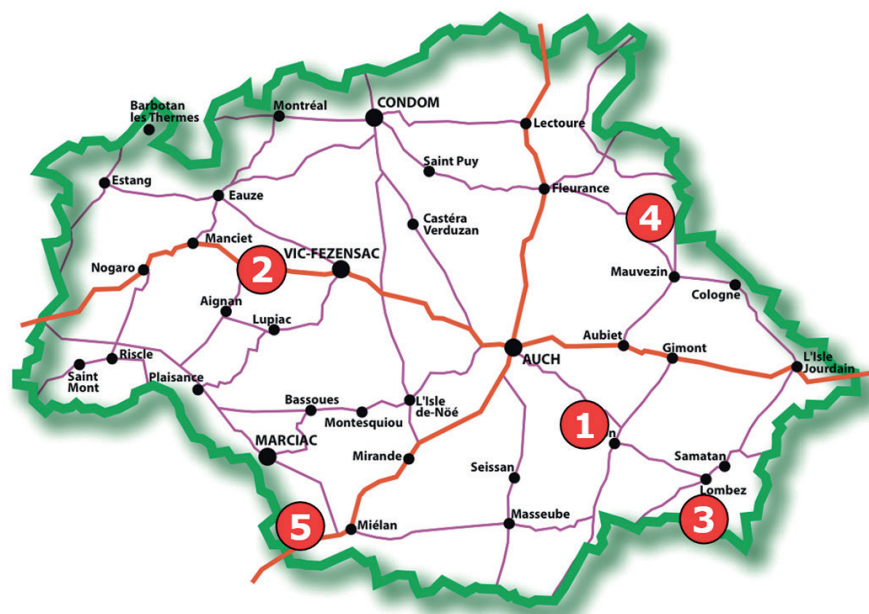 Barbotan
les Thermes
Montréal
CONDOM
Lectoure
Saint Puy
Estang
Eauze
Fleurance
Castéra
Verduzan
4
Manciet
VIC-FEZENSAC
2
Nogaro
Mauvezin
Cologne
Aignan
Lupiac
Aubiet
Gimont
AUCH
L'Isle
Jourdain
Riscle
Saint
Mont
Plaisance
Bassoues
L'Isle
de-Nöé
Montesquiou
1
n
MARCIAC
Mirande
Seissan
Samatan
Lombez
5
Miélan
Masseube
3